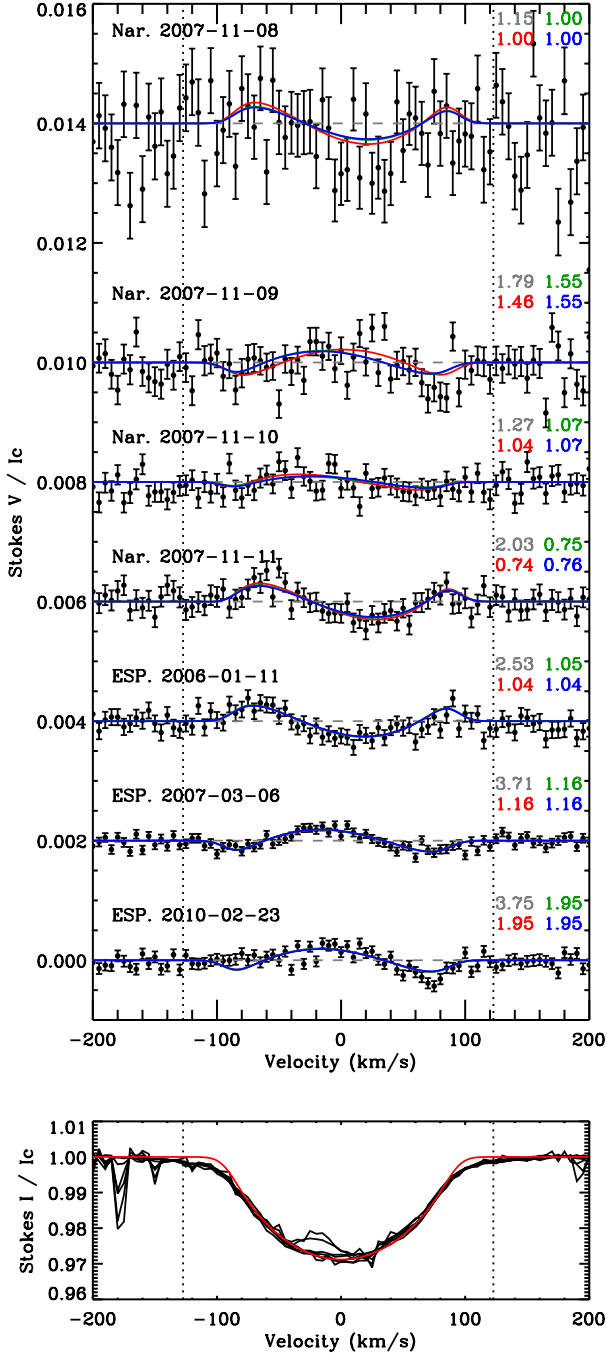 0.016
Nar. 2007-11-08
1.15 1.00
1.00 1.00
0.014
0.012
Nar. 2007-11-09
1.79 1.55
1.46 1.55
0.010
Nar. 2007-11-10
1.27 1.07
1.04 1.07
0.008
Stokes V / Ic
Nar. 2007-11-11
2.03 0.75
0.74 0.76
0.006
ESP. 2006-01-11
2.53 1.05
1.04 1.04
0.004
ESP. 2007-03-06
3.71 1.16
1.16 1.16
0.002
ESP. 2010-02-23
3.75 1.95
1.95 1.95
0.000
-200 -100 0 100 200
Velocity (km/s)
1.01
1.00
0.99
0.98
0.97
0.96
Stokes I / Ic
-200 -100 0 100 200
Velocity (km/s)